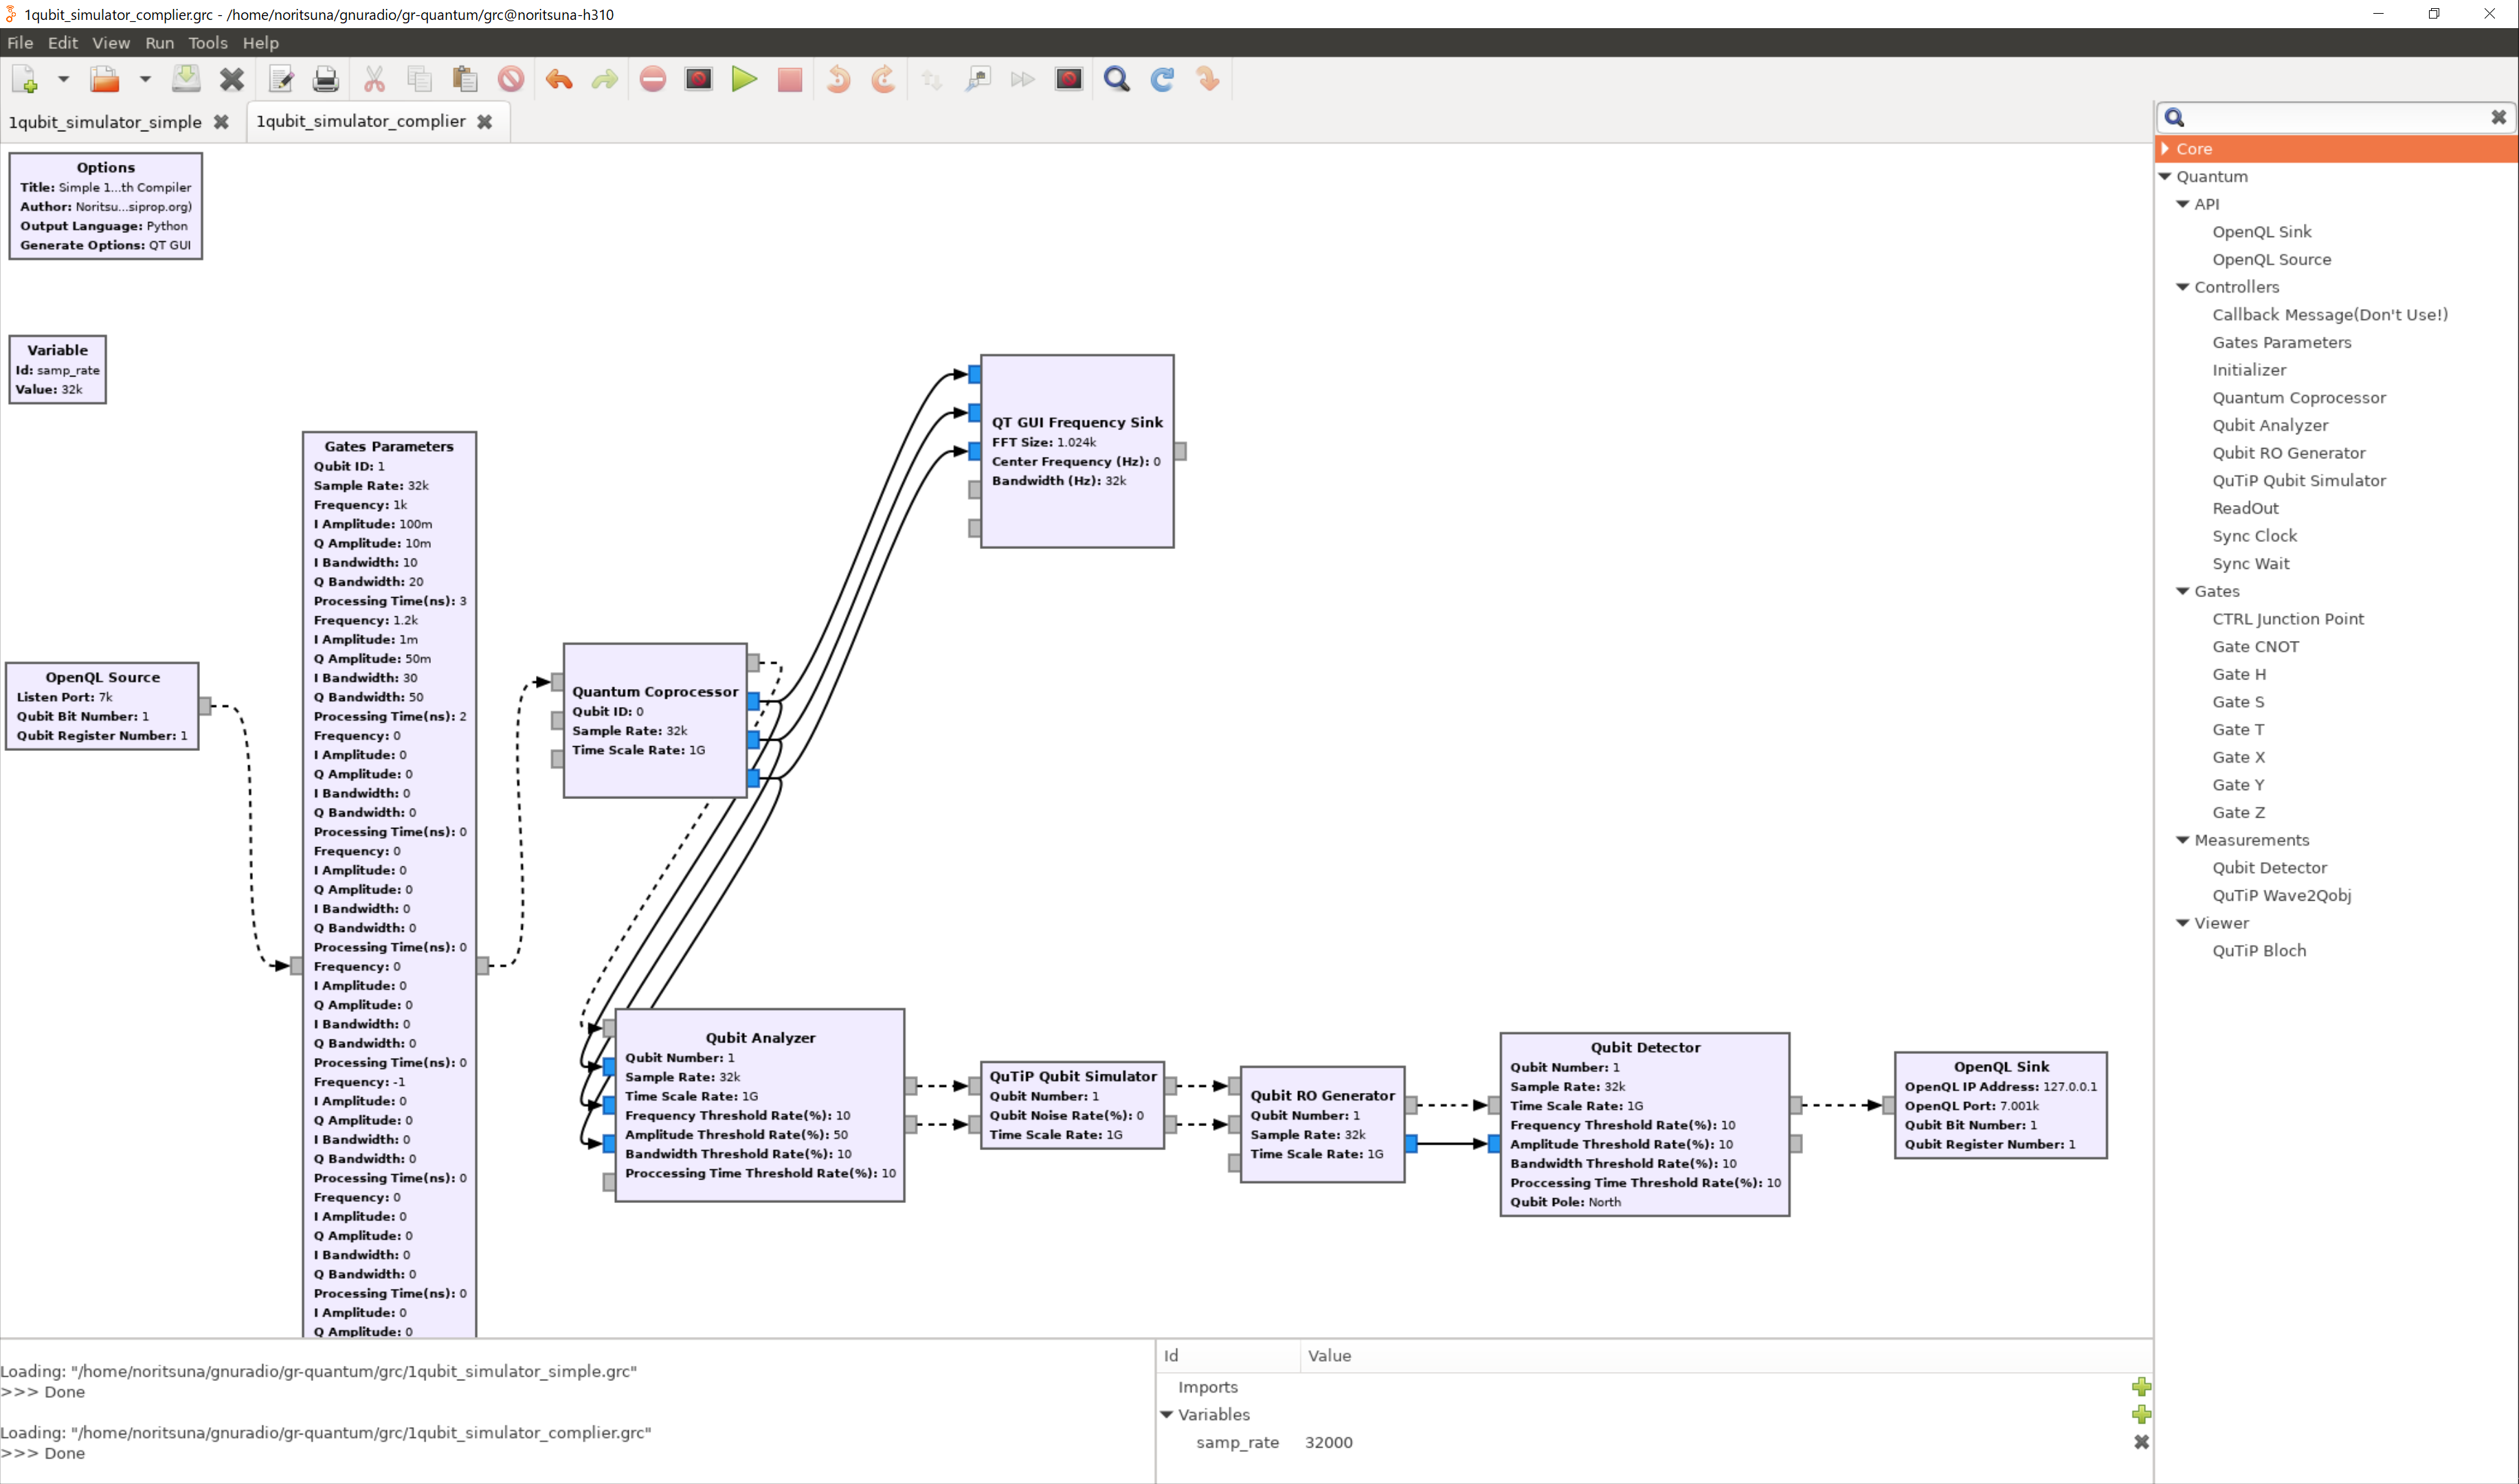 1qubit_simulator_complier.grc - /home/noritsuna/gnuradio/gr-quantum/grc@noritsuna-h310
File Edit View Run Tools Help
1qubit_simulator_simple
1qubit_simulator_complier
Options
Title: Simple 1...th Compiler
Author: Noritsu...siprop.org)
Output Language: Python
Generate Options: QT GUI
Variable
Id: samp_rate
Value: 32k
OpenQL Source
Listen Port: 7k
Qubit Bit Number: 1
Qubit Register Number: 1
Gates Parameters
Qubit ID: 1
Sample Rate: 32k
Frequency: 1k
I Amplitude: 100m
Q Amplitude: 10m
I Bandwidth: 10
Q Bandwidth: 20
Processing Time(ns): 3
Frequency: 1.2k
I Amplitude: 1m
Q Amplitude: 50m
I Bandwidth: 30
Q Bandwidth: 50
Processing Time(ns): 2
Frequency: 0
I Amplitude: 0
Q Amplitude: 0
I Bandwidth: 0
Q Bandwidth: 0
Processing Time(ns): 0
Frequency: 0
I Amplitude: 0
Q Amplitude: 0
I Bandwidth: 0
Q Bandwidth: 0
Processing Time(ns): 0
Frequency: 0
I Amplitude: 0
Q Amplitude: 0
I Bandwidth: 0
Q Bandwidth: 0
Processing Time(ns): 0
Frequency: -1
I Amplitude: 0
Q Amplitude: 0
I Bandwidth: 0
Q Bandwidth: 0
Processing Time(ns): 0
Frequency: 0
I Amplitude: 0
Q Amplitude: 0
I Bandwidth: 0
Q Bandwidth: 0
Processing Time(ns): 0
I Amplitude: 0
Q Amplitude: 0
Quantum Coprocessor
Qubit ID: 0
Sample Rate: 32k
Time Scale Rate: 1G
QT GUI Frequency Sink
FFT Size: 1.024k
Center Frequency (Hz): 0
Bandwidth (Hz): 32k
Qubit Analyzer
Qubit Number: 1
Sample Rate: 32k
Time Scale Rate: 1G
Frequency Threshold Rate(%): 10
Amplitude Threshold Rate(%): 50
Bandwidth Threshold Rate(%): 10
Proccessing Time Threshold Rate(%): 10
QuTiP Qubit Simulator
Qubit Number: 1
Qubit Noise Rate(%): 0
Time Scale Rate: 1G
Qubit RO Generator
Qubit Number: 1
Sample Rate: 32k
Time Scale Rate: 1G
Qubit Detector
Qubit Number: 1
Sample Rate: 32k
Time Scale Rate: 1G
Frequency Threshold Rate(%): 10
Amplitude Threshold Rate(%): 10
Bandwidth Threshold Rate(%): 10
Proccessing Time Threshold Rate(%): 10
Qubit Pole: North
OpenQL Sink
OpenQL IP Address: 127.0.0.1
OpenQL Port: 7.001k
Qubit Bit Number: 1
Qubit Register Number: 1
Core
Quantum
API
OpenQL Sink
OpenQL Source
Controllers
Callback Message(Don't Use!)
Gates Parameters
Initializer
Quantum Coprocessor
Qubit Analyzer
Qubit RO Generator
QuTiP Qubit Simulator
ReadOut
Sync Clock
Sync Wait
Gates
CTRL Junction Point
Gate CNOT
Gate H
Gate S
Gate T
Gate X
Gate Y
Gate Z
Measurements
Qubit Detector
QuTiP Wave2Qobj
Viewer
QuTiP Bloch
Loading: "/home/noritsuna/gnuradio/gr-quantum/grc/1qubit_simulator_simple.grc"
>>> Done
Loading: "/home/noritsuna/gnuradio/gr-quantum/grc/1qubit_simulator_complier.grc"
>>> Done
Id Value
Imports
Variables
samp_rate 32000